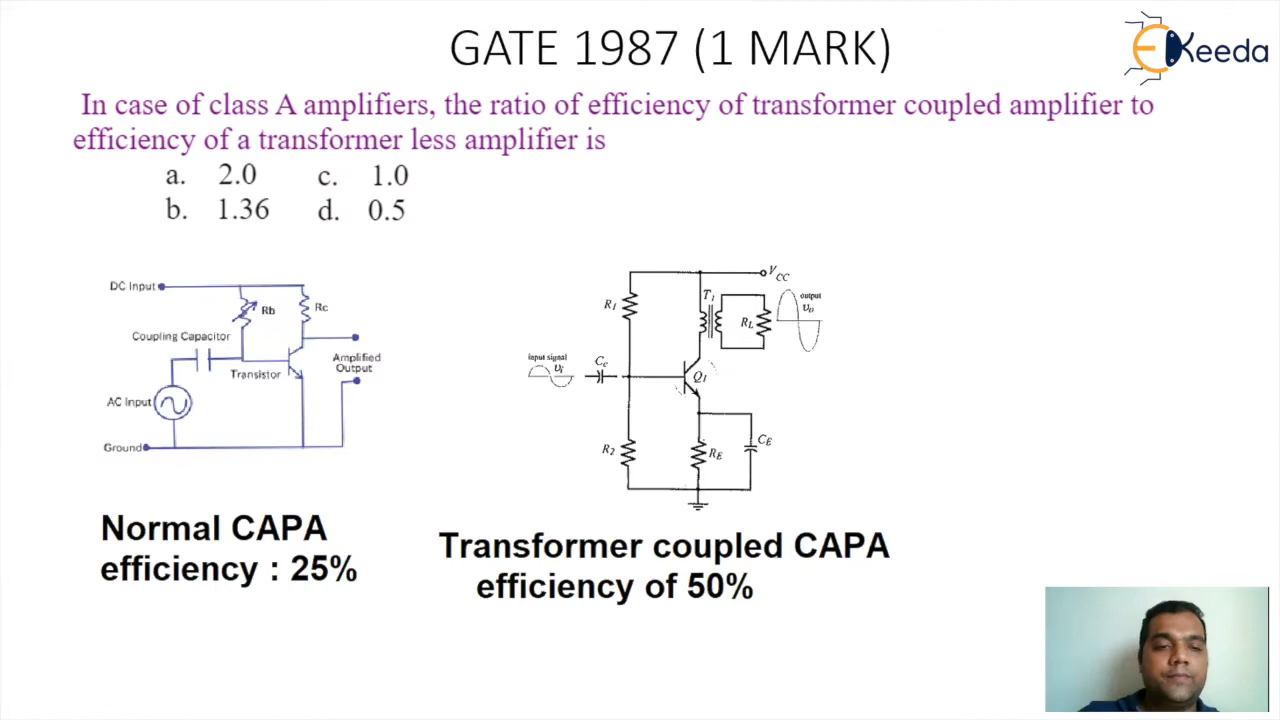 GATE 1987 (1 MARK)
EKeeda
In case of class A amplifiers, the ratio of efficiency of transformer coupled amplifier to
efficiency of a transformer less amplifier is
a. 2.0 c. 1.0
b. 1.36 d. 0.5
DC Input
Rb
Rc
Coupling Capacitor
Transistor
Amplified
Output
AC Input
Ground
VCC
R1
T1
RL
output
υo
input signal
υi
Cc
Q1
R2
RE
CE
Normal CAPA
efficiency : 25%
Transformer coupled CAPA
efficiency of 50%